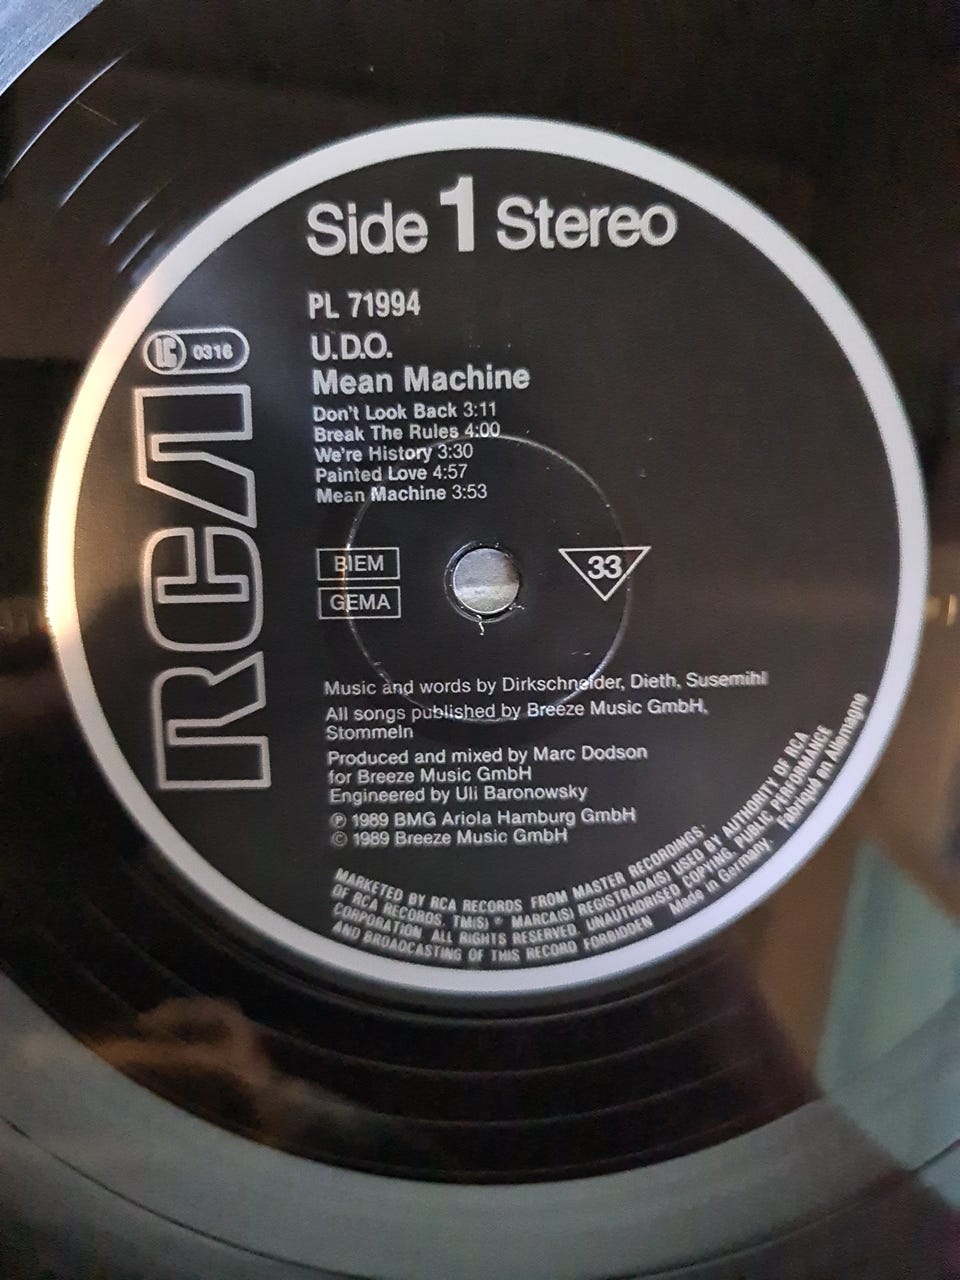 Side 1 Stereo
PL 71994
U.D.O.
Mean Machine
Don't Look Back 3:11
Break The Rules 4:00
We're History 3:30
Painted Love 4:57
Mean Machine 3:53
LC 0316
RCA
BIEM
GEMA
33
Music and words by Dirkschneider, Dieth, Susemihl
All songs published by Breeze Music GmbH,
Stommeln
Produced and mixed by Marc Dodson
for Breeze Music GmbH
Engineered by Uli Baronowsky
Ⓟ 1989 BMG Ariola Hamburg GmbH
© 1989 Breeze Music GmbH
MARKETED BY RCA RECORDS FROM MASTER RECORDINGS.
OF RCA RECORDS. TM(S) ® MARCA(S) REGISTRADA(S) USED BY AUTHORITY OF RCA
CORPORATION. ALL RIGHTS RESERVED. UNAUTHORISED COPYING. PUBLIC PERFORMANCE
AND BROADCASTING OF THIS RECORD FORBIDDEN Made in Germany. Fabriqué en Allemagne